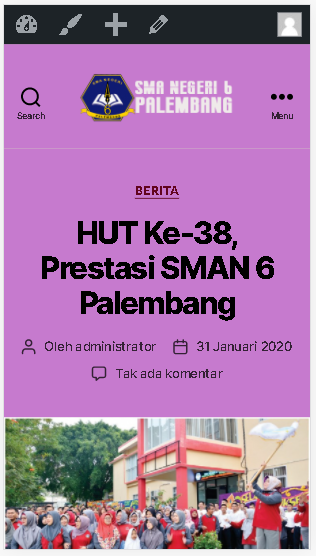 SMA NEGERI 6
PALEMBANG
Search
Menu
BERITA
HUT Ke-38,
Prestasi SMAN 6
Palembang
Oleh administrator
31 Januari 2020
Tak ada komentar